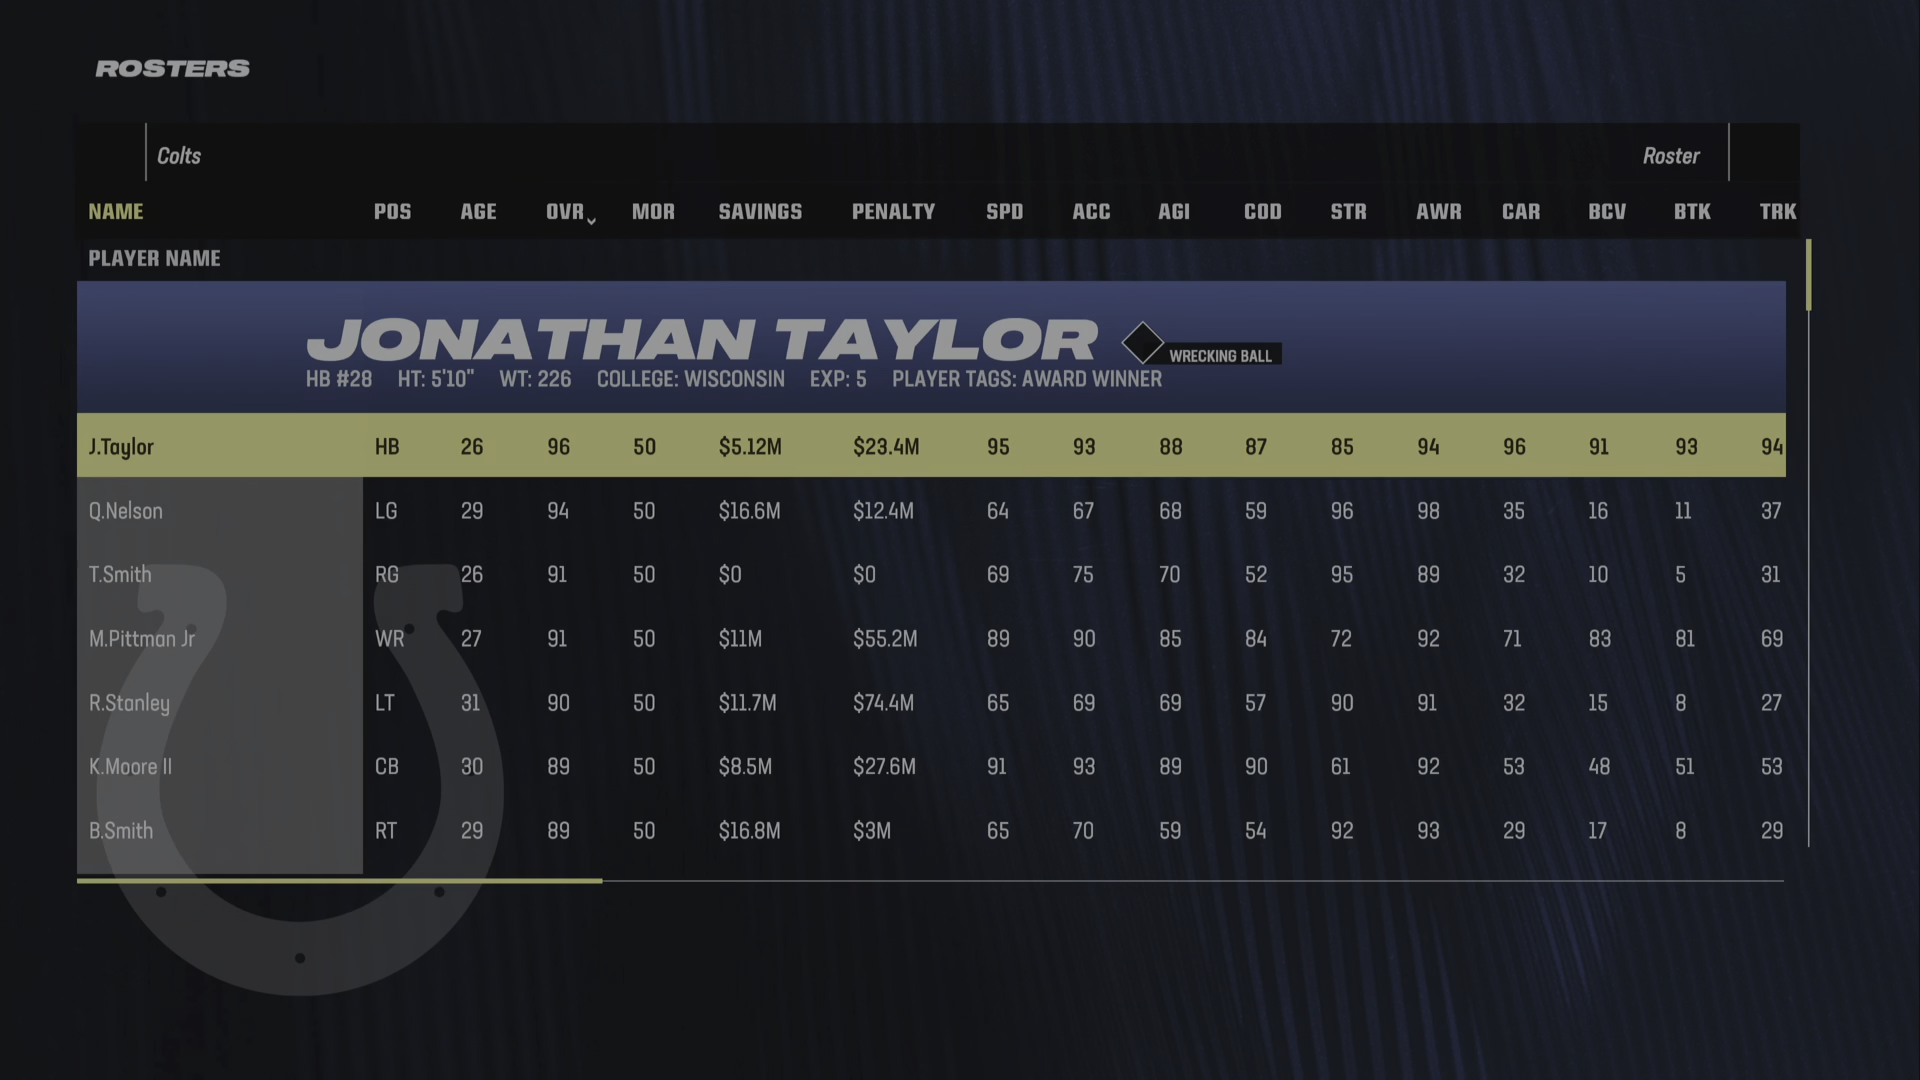 ROSTERS
Colts Roster
NAME POS AGE OVR MOR SAVINGS PENALTY SPD ACC AGI COD STR AWR CAR BCV BTK TRK
PLAYER NAME
JONATHAN TAYLOR WRECKING BALL
HB #28 HT: 5'10" WT: 226 COLLEGE: WISCONSIN EXP: 5 PLAYER TAGS: AWARD WINNER
J.Taylor HB 26 96 50 $5.12M $23.4M 95 93 88 87 85 94 96 91 93 94
Q.Nelson LG 29 94 50 $16.6M $12.4M 64 67 68 59 96 98 35 16 11 37
T.Smith RG 26 91 50 $0 $0 69 75 70 52 95 89 32 10 5 31
M.Pittman Jr WR 27 91 50 $11M $55.2M 89 90 85 84 72 92 71 83 81 69
R.Stanley LT 31 90 50 $11.7M $74.4M 65 69 69 57 90 91 32 15 8 27
K.Moore II CB 30 89 50 $8.5M $27.6M 91 93 89 90 61 92 53 48 51 53
B.Smith RT 29 89 50 $16.8M $3M 65 70 59 54 92 93 29 17 8 29